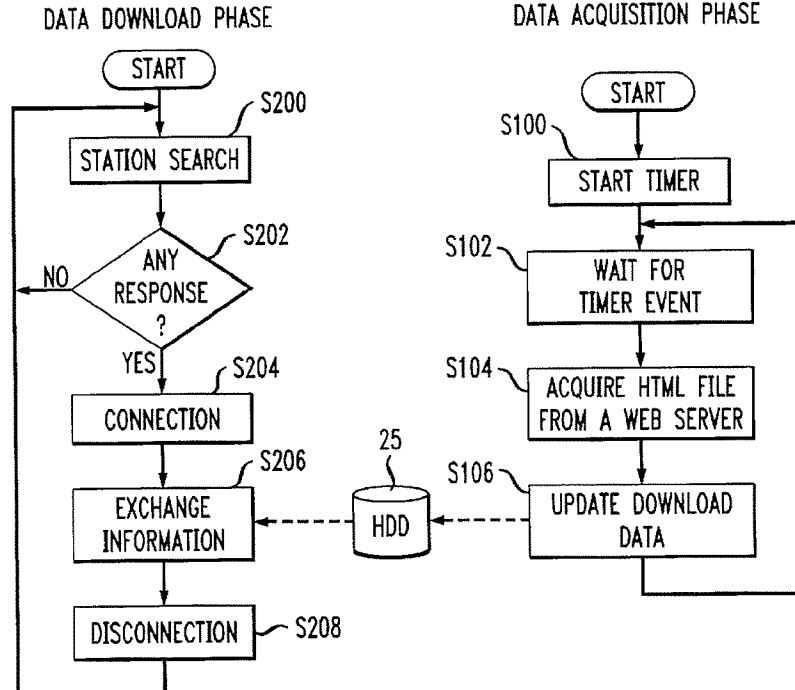 DATA DOWNLOAD PHASE
START
S200
STATION SEARCH
S202
ANY
RESPONSE
?
NO
YES
S204
CONNECTION
S206
EXCHANGE
INFORMATION
DISCONNECTION
S208
25
HDD
DATA ACQUISITION PHASE
START
S100
START TIMER
S102
WAIT FOR
TIMER EVENT
S104
ACQUIRE HTML FILE
FROM A WEB SERVER
S106
UPDATE DOWNLOAD
DATA